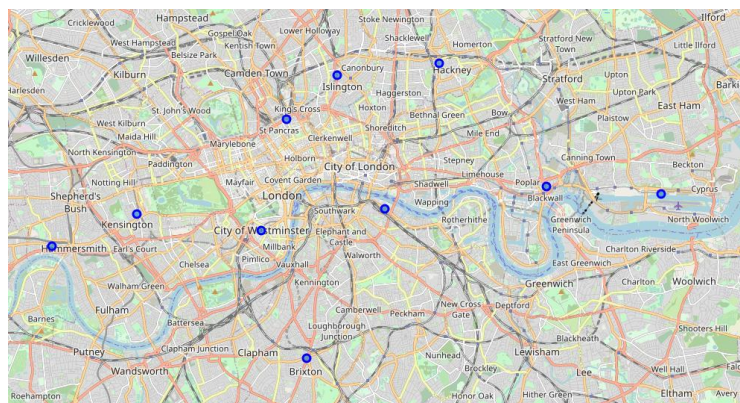 Cricklewood
Hampstead
Stoke Newington
Ilford
Gospel Oak
Lower Holloway
Shacklewell
Stratford New
Town
West Hampstead
Kentish Town
Homerton
Little Ilford
Willesden
Belsize Park
Canonbury
Hackney
Kilburn
Camden Town
Islington
Stratford
Upton
Harlesden
Haggerston
Upton Park
Barki
St. John's Wood
King's Cross
Hoxton
West Ham
East Ham
West Kilburn
St Pancras
Shoreditch
Bethnal Green
Bow
Plaistow
Maida Hill
Marylebone
Clerkenwell
Mile End
North Kensington
Paddington
Holborn
City of London
Stepney
Canning Town
Beckton
Notting Hill
Mayfair
Covent Garden
Shadwell
Limehouse
Poplar
Cyprus
Shepherd's
Bush
London
Wapping
Blackwall
Kensington
Southwark
Rotherhithe
Greenwich
Peninsula
North Woolwich
Hammersmith
Earl's Court
City of Westminster
Elephant and
Castle
Millbank
Charlton Riverside
Chelsea
Pimlico
Vauxhall
Walworth
East Greenwich
Walham Green
Kennington
Greenwich
Charlton
Woolwich
Fulham
Camberwell
Peckham
New Cross
Gate
Deptford
Barnes
Battersea
Loughborough
Junction
Blackheath
Shooters Hill
Putney
Clapham Junction
Clapham
Nunhead
Lewisham
Wandsworth
Brixton
Brockley
Lee
Well Hall
Falc
Roehampton
Honor Oak
Hither Green
Eltham
Avery